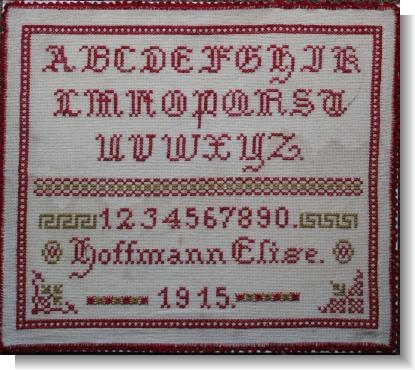 ABCDEFGHIK
LMNOPQRST
UVWXYZ.
1234567890.
Hoffmann Elise.
1915.